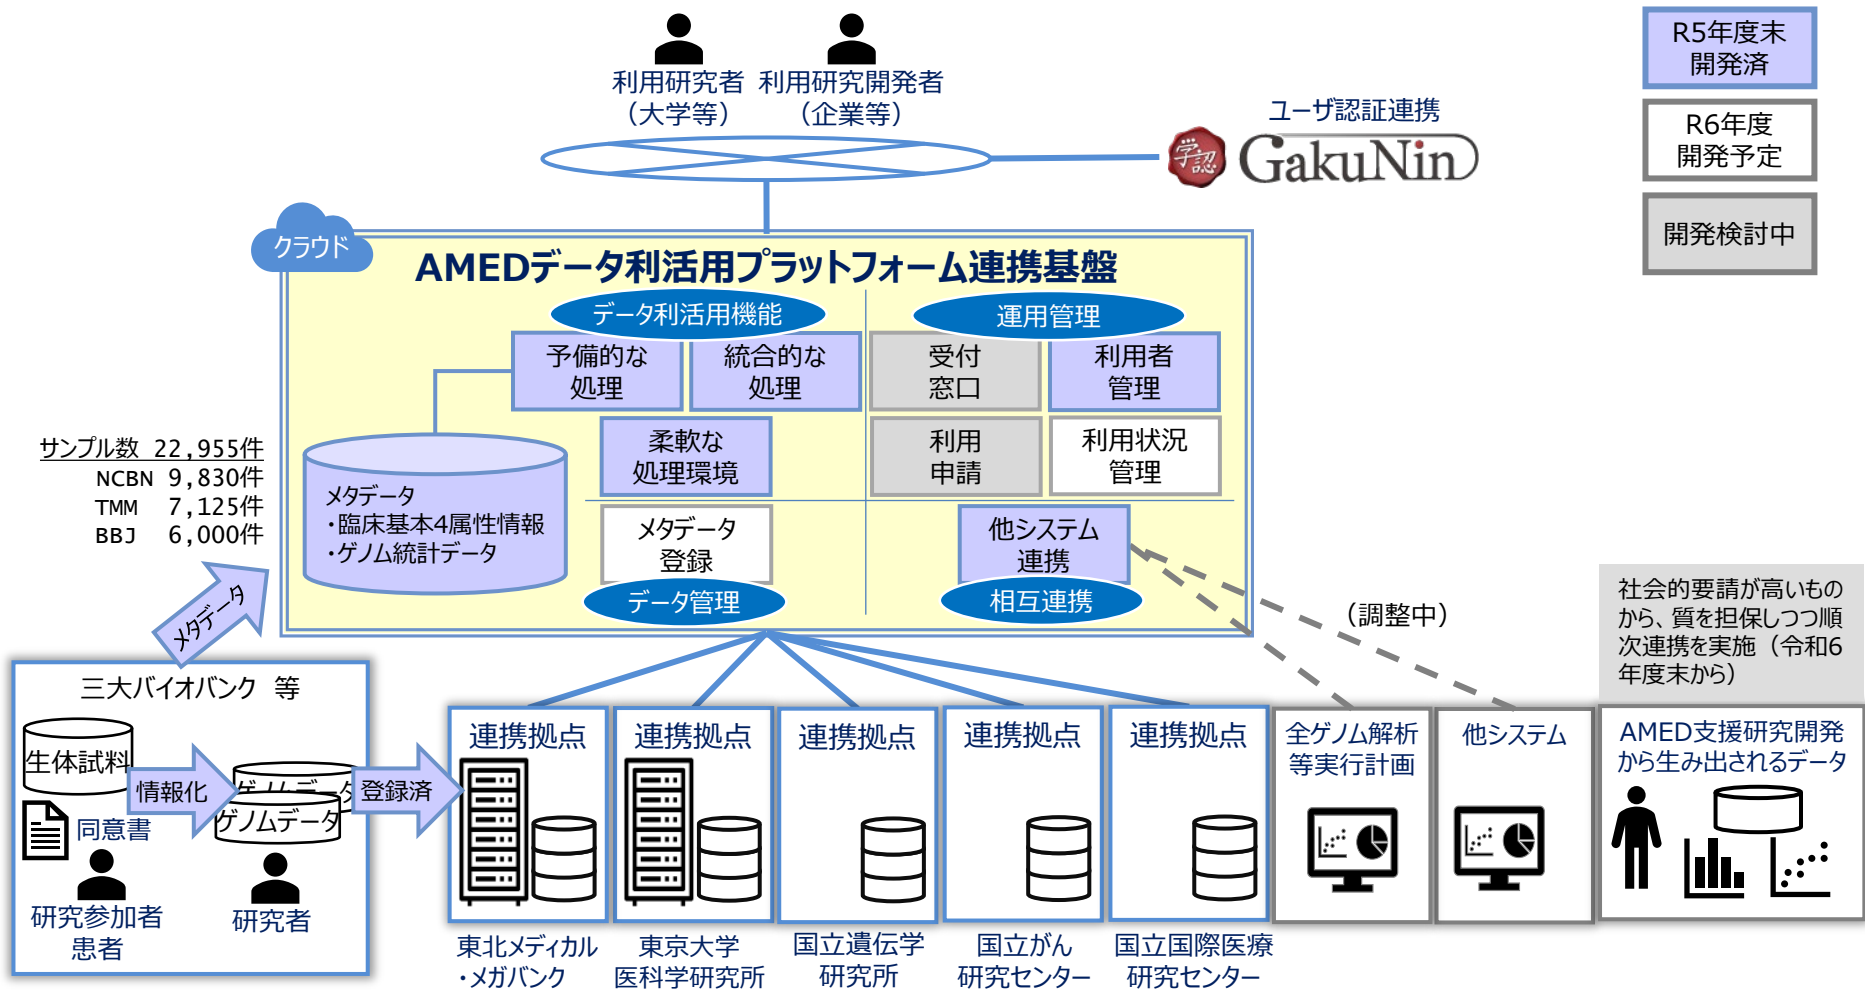 利用研究者
（大学等）
利用研究開発者
（企業等）
ユーザ認証連携
学認
GakuNin
R5年度末
開発済
R6年度
開発予定
開発検討中
クラウド
AMEDデータ利活用プラットフォーム連携基盤
データ利活用機能
予備的な
処理
統合的な
処理
柔軟な
処理環境
運用管理
受付
窓口
利用者
管理
利用
申請
利用状況
管理
メタデータ
・臨床基本4属性情報
・ゲノム統計データ
メタデータ
登録
データ管理
他システム
連携
相互連携
サンプル数 22,955件
NCBN 9,830件
TMM 7,125件
BBJ 6,000件
メタデータ
（調整中）
社会的要請が高いもの
から、質を担保しつつ順
次連携を実施（令和6
年度末から）
三大バイオバンク 等
生体試料
情報化
ゲノムデータ
ゲノムデータ
登録済
同意書
研究参加者
患者
研究者
連携拠点
東北メディカル
・メガバンク
連携拠点
東京大学
医科学研究所
連携拠点
国立遺伝学
研究所
連携拠点
国立がん
研究センター
連携拠点
国立国際医療
研究センター
全ゲノム解析
等実行計画
他システム
AMED支援研究開発
から生み出されるデータ